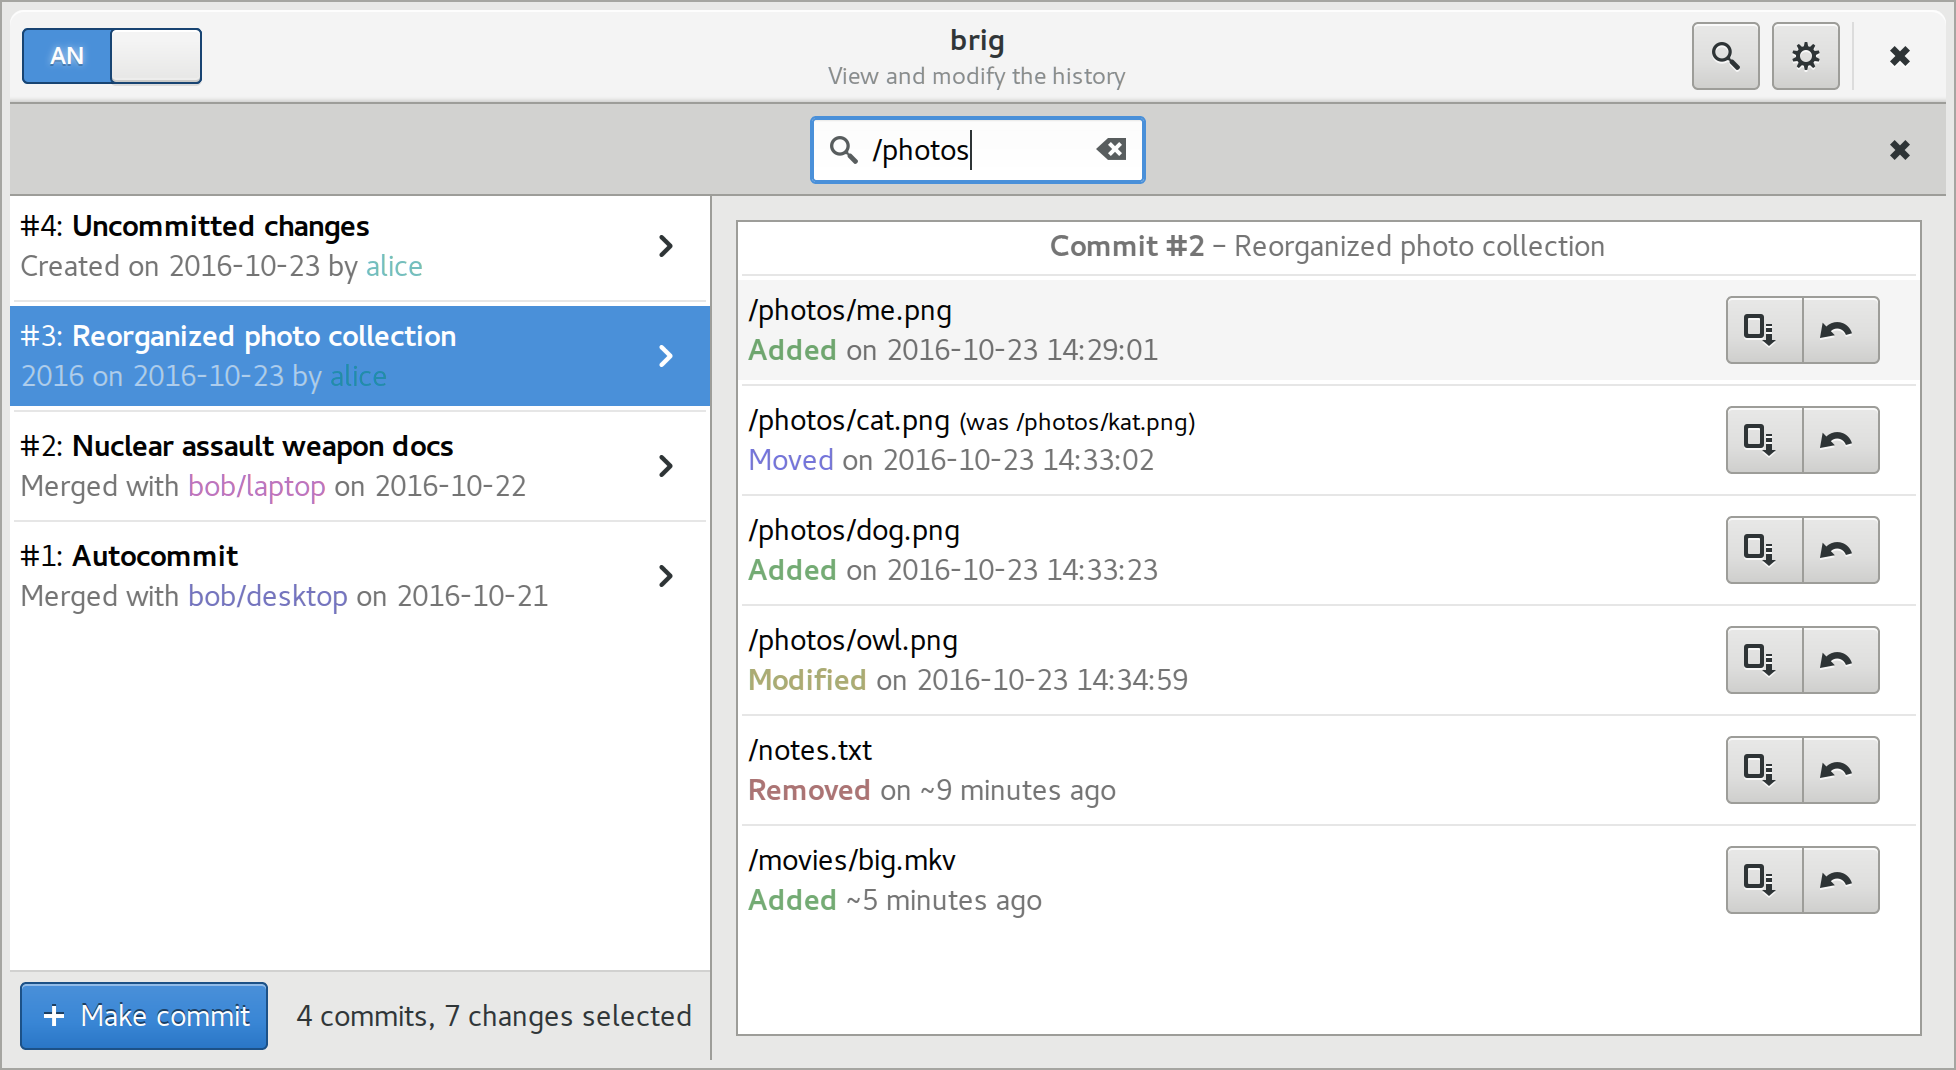 AN
brig
View and modify the history
/photos
#4: Uncommitted changes
Created on 2016-10-23 by alice
#3: Reorganized photo collection
2016 on 2016-10-23 by alice
#2: Nuclear assault weapon docs
Merged with bob/laptop on 2016-10-22
#1: Autocommit
Merged with bob/desktop on 2016-10-21
Make commit
4 commits, 7 changes selected
Commit #2 – Reorganized photo collection
/photos/me.png
Added on 2016-10-23 14:29:01
/photos/cat.png (was /photos/kat.png)
Moved on 2016-10-23 14:33:02
/photos/dog.png
Added on 2016-10-23 14:33:23
/photos/owl.png
Modified on 2016-10-23 14:34:59
/notes.txt
Removed on ~9 minutes ago
/movies/big.mkv
Added ~5 minutes ago